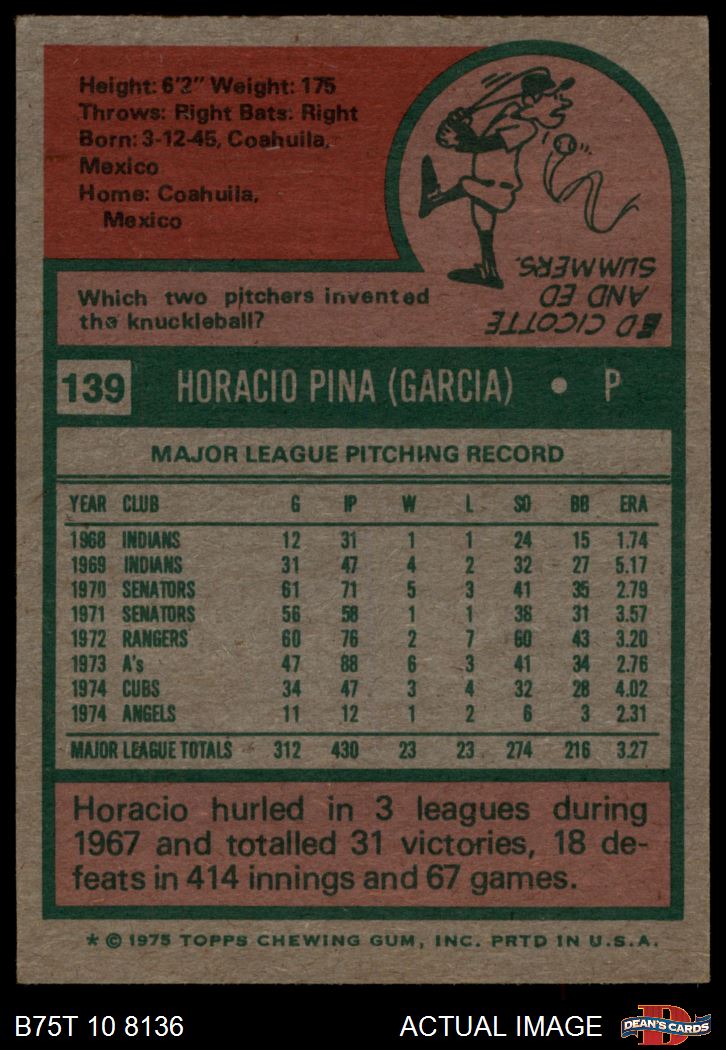 Height: 6'2" Weight: 175
Throws: Right Bats: Right
Born: 3-12-45, Coahuila,
Mexico
Home: Coahuila,
Mexico
Which two pitchers invented
the knuckleball?
ED CICOTTE
AND ED
SUMMERS.
139 HORACIO PINA (GARCIA) • P
MAJOR LEAGUE PITCHING RECORD
YEAR CLUB G IP W L SO BB ERA
1968 INDIANS 12 31 1 1 24 15 1.74
1969 INDIANS 31 47 4 2 32 27 5.17
1970 SENATORS 61 71 5 3 41 35 2.79
1971 SENATORS 56 58 1 1 38 31 3.57
1972 RANGERS 60 76 2 7 60 43 3.20
1973 A's 47 88 6 3 41 34 2.76
1974 CUBS 34 47 3 4 32 28 4.02
1974 ANGELS 11 12 1 2 6 3 2.31
MAJOR LEAGUE TOTALS 312 430 23 23 274 216 3.27
Horacio hurled in 3 leagues during
1967 and totalled 31 victories, 18 de-
feats in 414 innings and 67 games.
* © 1975 TOPPS CHEWING GUM, INC. PRTD IN U.S.A.
B75T 10 8136 ACTUAL IMAGE D DEAN'S CARDS